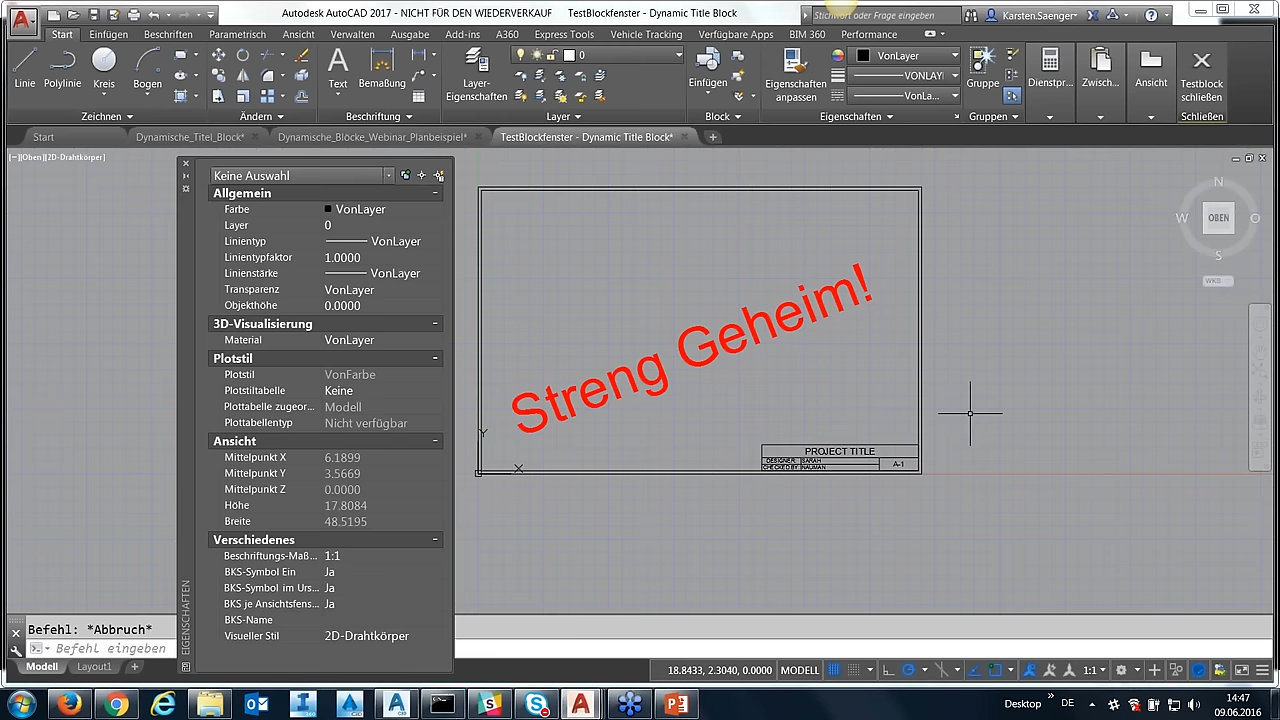 Autodesk AutoCAD 2017 - NICHT FÜR DEN WIEDERVERKAUF TestBlockfenster - Dynamic Title Block
Stichwort oder Frage eingeben
Karsten.Saenger...
Start Einfügen Beschriften Parametrisch Ansicht Verwalten Ausgabe Add-ins A360 Express Tools Vehicle Tracking Verfügbare Apps BIM 360 Performance
Linie Polylinie Kreis Bogen
Text Bemaßung
Layer-Eigenschaften
0
Einfügen
Eigenschaften anpassen
VonLayer
VONLAYE
VonLa...
Gruppe
Dienstpr...
Zwisch...
Ansicht
Testblock schließen
Zeichnen Ändern Beschriftung Layer Block Eigenschaften Gruppen Schließen
Start Dynamische_Titel_Block* Dynamische_Blöcke_Webinar_Planbeispiel* TestBlockfenster - Dynamic Title Block*
[−][Oben][2D-Drahtkörper]
Keine Auswahl
Allgemein
Farbe VonLayer
Layer 0
Linientyp VonLayer
Linientypfaktor 1.0000
Linienstärke VonLayer
Transparenz VonLayer
Objekthöhe 0.0000
3D-Visualisierung
Material VonLayer
Plotstil
Plotstil VonFarbe
Plotstiltabelle Keine
Plottabelle zugeor... Modell
Plottabellentyp Nicht verfügbar
Ansicht
Mittelpunkt X 6.1899
Mittelpunkt Y 3.5669
Mittelpunkt Z 0.0000
Höhe 17.8084
Breite 48.5195
Verschiedenes
Beschriftungs-Maß... 1:1
BKS-Symbol Ein Ja
BKS-Symbol im Urs... Ja
BKS je Ansichtsfens... Ja
BKS-Name
Visueller Stil 2D-Drahtkörper
EIGENSCHAFTEN
Streng Geheim!
PROJECT TITLE
DESIGNER: SARAH
CHECKED BY: NAUMAN
A-1
Y
X
N
W OBEN O
S
WKS
Befehl: *Abbruch*
Befehl eingeben
Modell Layout1
18.8433, 2.3040, 0.0000 MODELL 1:1
Desktop DE
14:47
09.06.2016